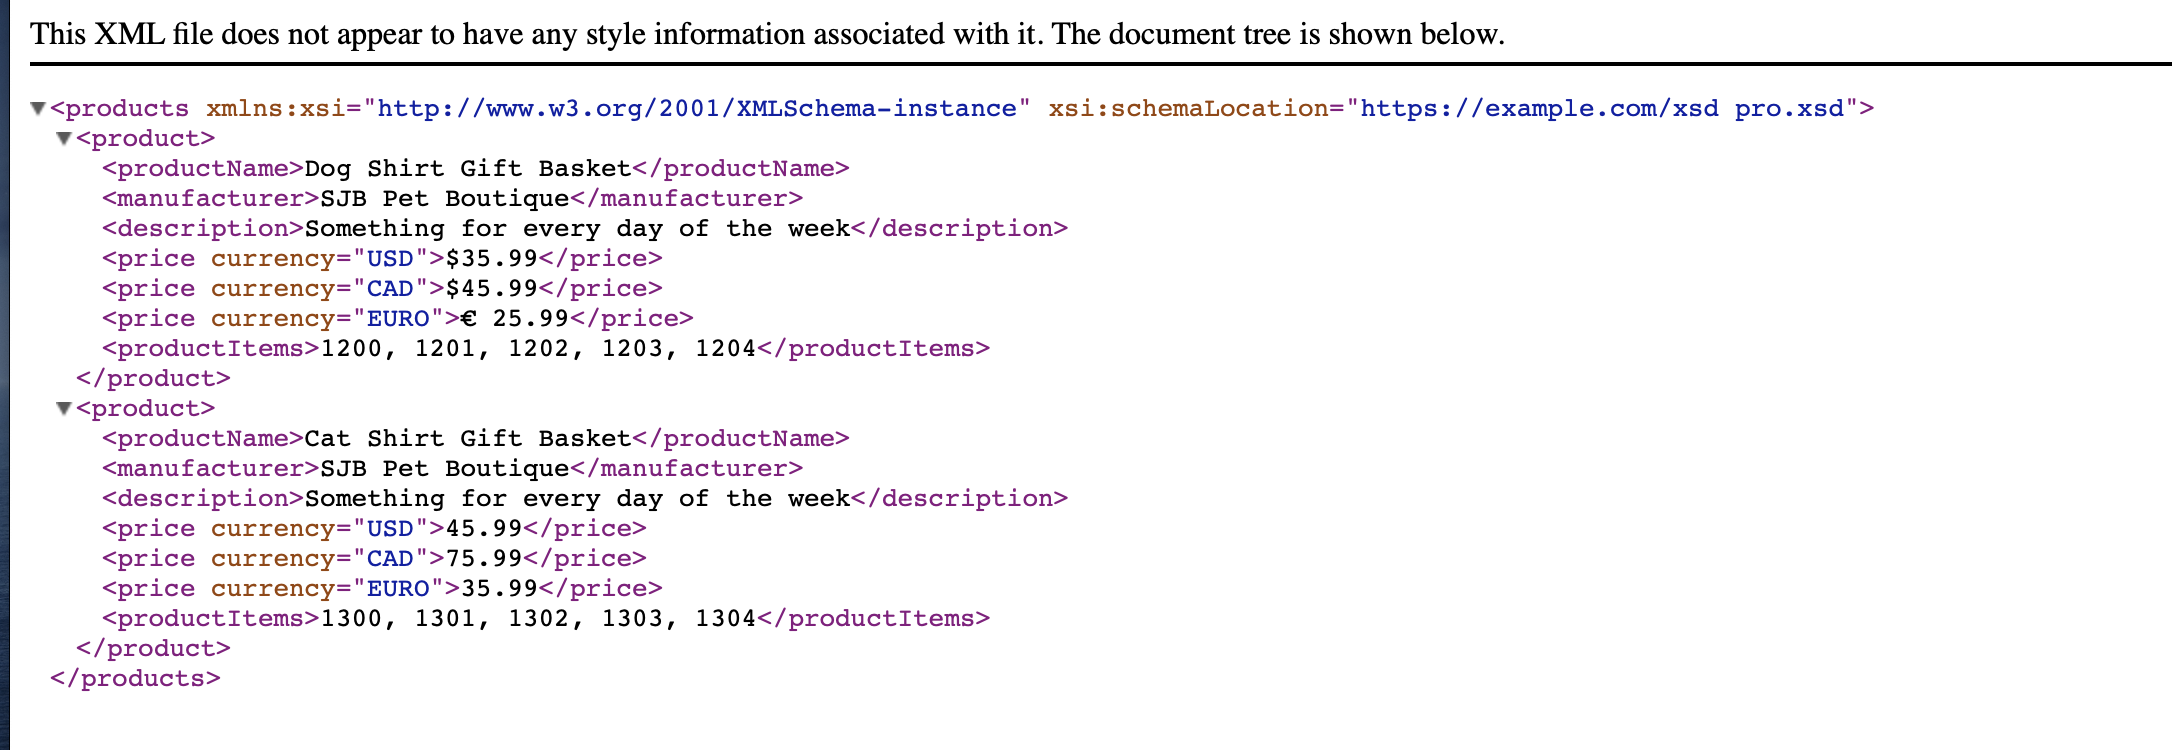 This XML file does not appear to have any style information associated with it. The document tree is shown below.
▼<products xmlns:xsi="http://www.w3.org/2001/XMLSchema-instance" xsi:schemaLocation="https://example.com/xsd pro.xsd">
▼<product>
<productName>Dog Shirt Gift Basket</productName>
<manufacturer>SJB Pet Boutique</manufacturer>
<description>Something for every day of the week</description>
<price currency="USD">$35.99</price>
<price currency="CAD">$45.99</price>
<price currency="EURO">€ 25.99</price>
<productItems>1200, 1201, 1202, 1203, 1204</productItems>
</product>
▼<product>
<productName>Cat Shirt Gift Basket</productName>
<manufacturer>SJB Pet Boutique</manufacturer>
<description>Something for every day of the week</description>
<price currency="USD">45.99</price>
<price currency="CAD">75.99</price>
<price currency="EURO">35.99</price>
<productItems>1300, 1301, 1302, 1303, 1304</productItems>
</product>
</products>